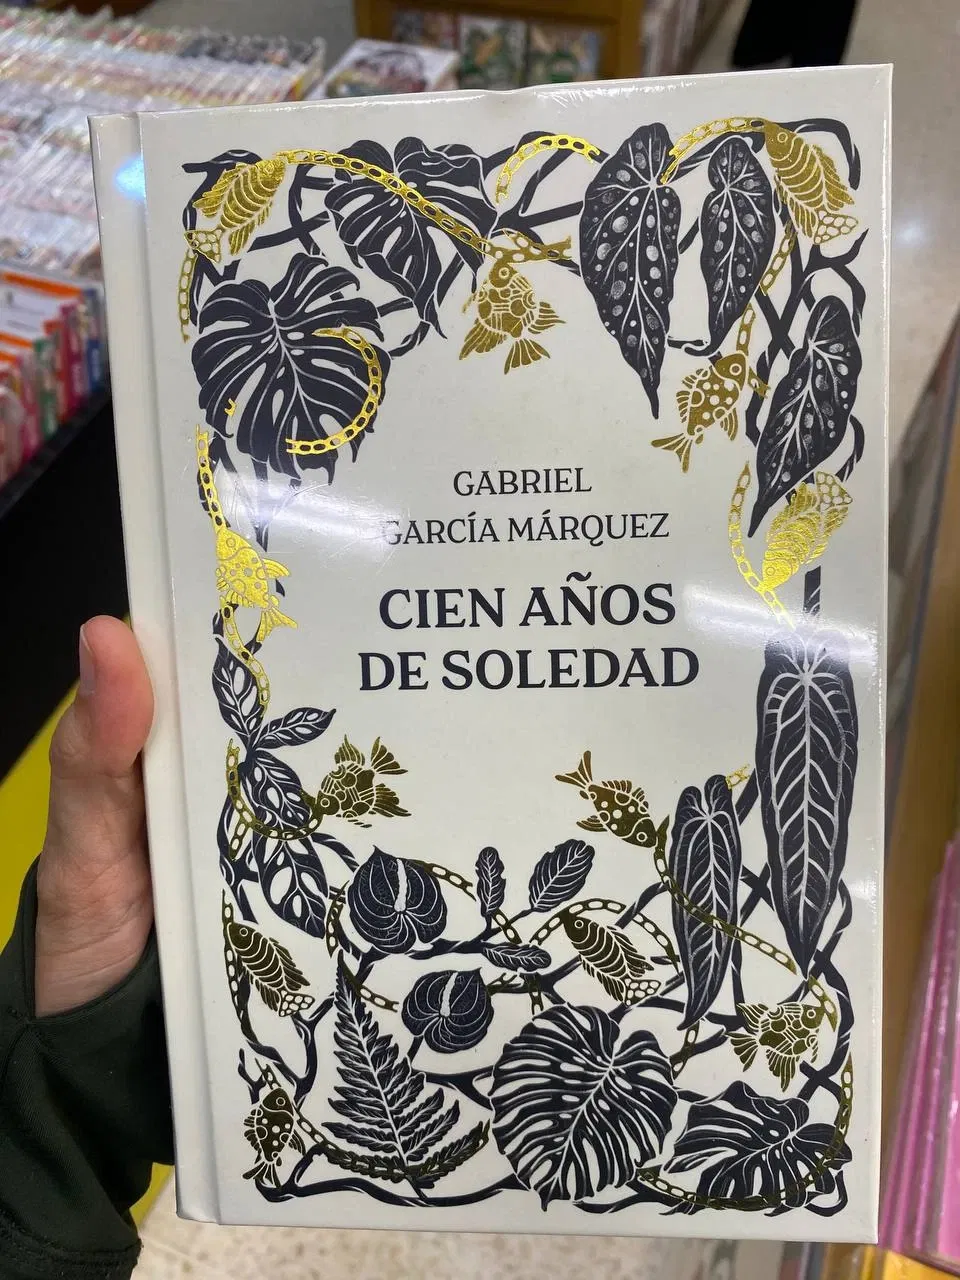 GABRIEL
GARCÍA MÁRQUEZ
CIEN AÑOS
DE SOLEDAD